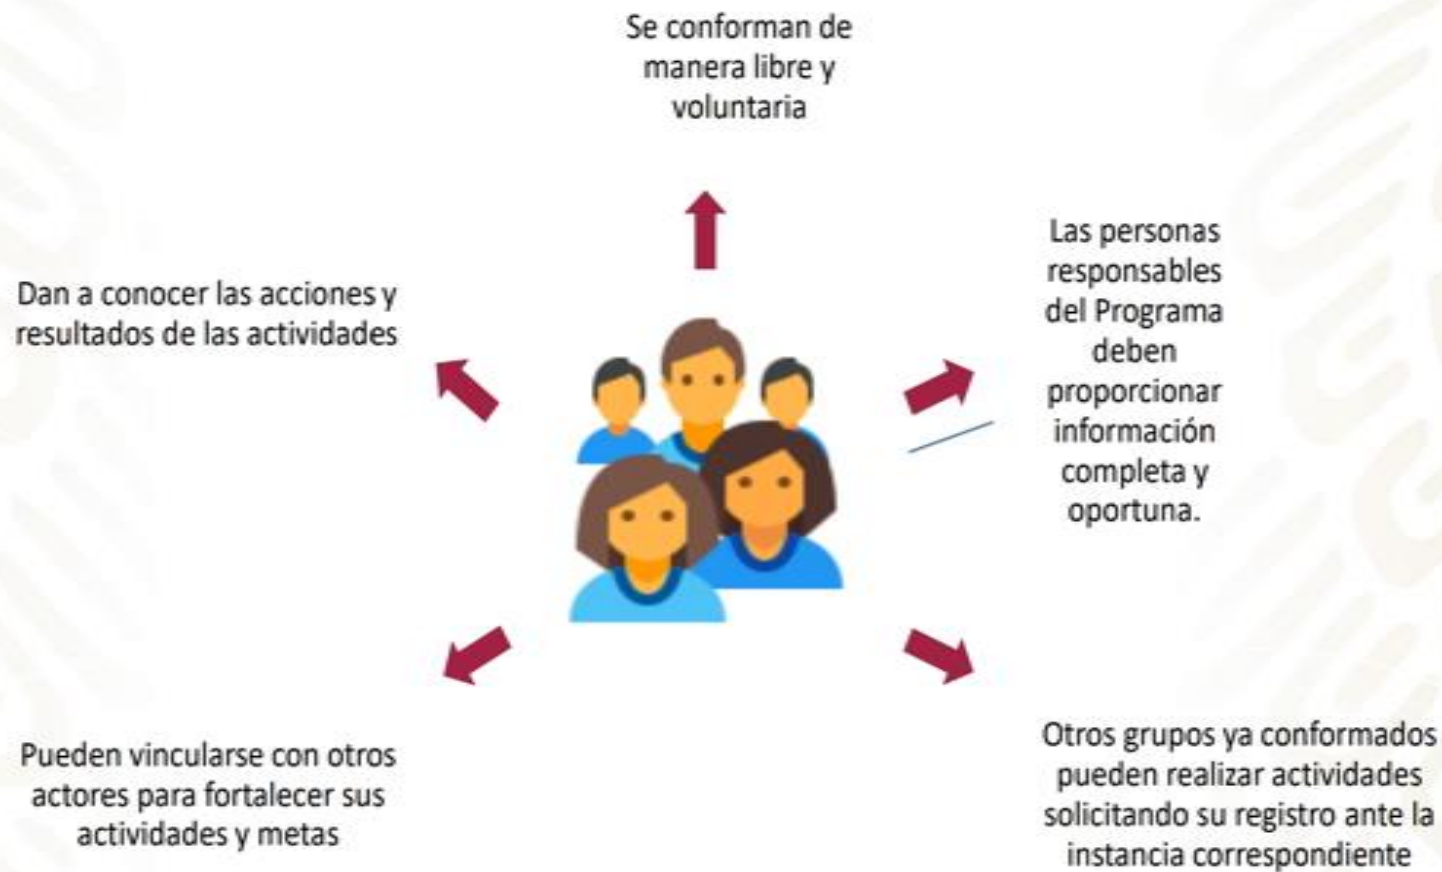 Se conforman de
manera libre y
voluntaria
Dan a conocer las acciones y
resultados de las actividades
Las personas
responsables
del Programa
deben
proporcionar
información
completa y
oportuna.
Pueden vincularse con otros
actores para fortalecer sus
actividades y metas
Otros grupos ya conformados
pueden realizar actividades
solicitando su registro ante la
instancia correspondiente